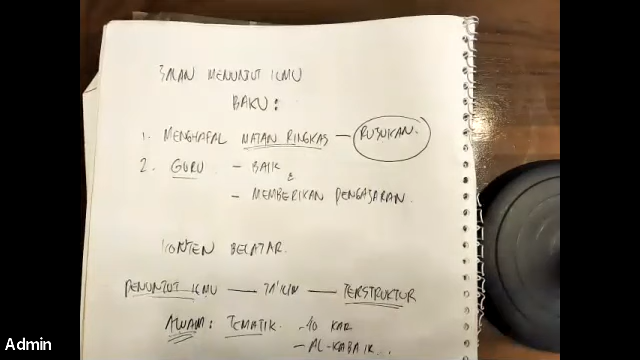 JALAN MENUNTUT ILMU
BAKU:
1. MENGHAFAL MATAN RINGKAS — RUJUKAN.
2. GURU — BAIK
&
— MEMBERIKAN PENGAJARAN.
KONTEN BELAJAR.
PENUNTUT ILMU — TA'LIM — TERSTRUKTUR
AWAM: TEMATIK. - 40 KAR
- AL-KABAIR...
Admin